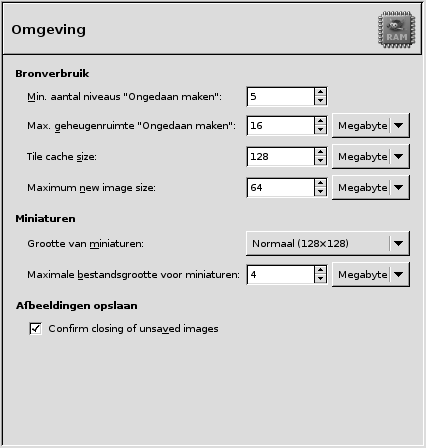 Omgeving
RAM
Bronverbruik
Min. aantal niveaus "Ongedaan maken": 5
Max. geheugenruimte "Ongedaan maken": 16 Megabyte
Tile cache size: 128 Megabyte
Maximum new image size: 64 Megabyte
Miniaturen
Grootte van miniaturen: Normaal (128x128)
Maximale bestandsgrootte voor miniaturen: 4 Megabyte
Afbeeldingen opslaan
Confirm closing of unsaved images